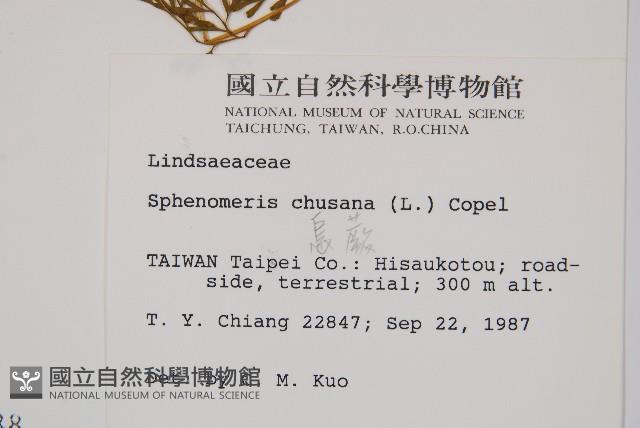 國立自然科學博物館
NATIONAL MUSEUM OF NATURAL SCIENCE
TAICHUNG, TAIWAN, R.O.CHINA
Lindsaeaceae
Sphenomeris chusana (L.) Copel
烏蕨
TAIWAN Taipei Co.: Hisaukotou; road-
side, terrestrial; 300 m alt.
T. Y. Chiang 22847; Sep 22, 1987
by M. Kuo
國立自然科學博物館
NATIONAL MUSEUM OF NATURAL SCIENCE